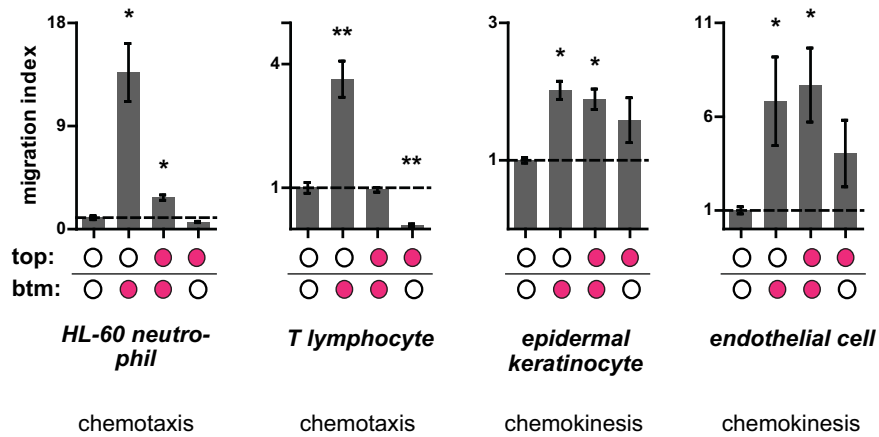 migration index
18
9
0
*
*
4
1
**
**
3
1
*
*
11
6
1
*
*
top:
btm:
HL-60 neutro-
phil
T lymphocyte
epidermal
keratinocyte
endothelial cell
chemotaxis
chemotaxis
chemokinesis
chemokinesis